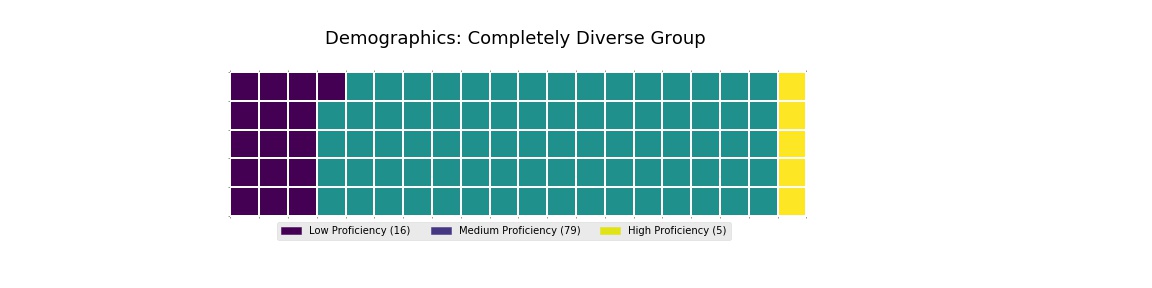 Demographics: Completely Diverse Group
Low Proficiency (16) Medium Proficiency (79) High Proficiency (5)